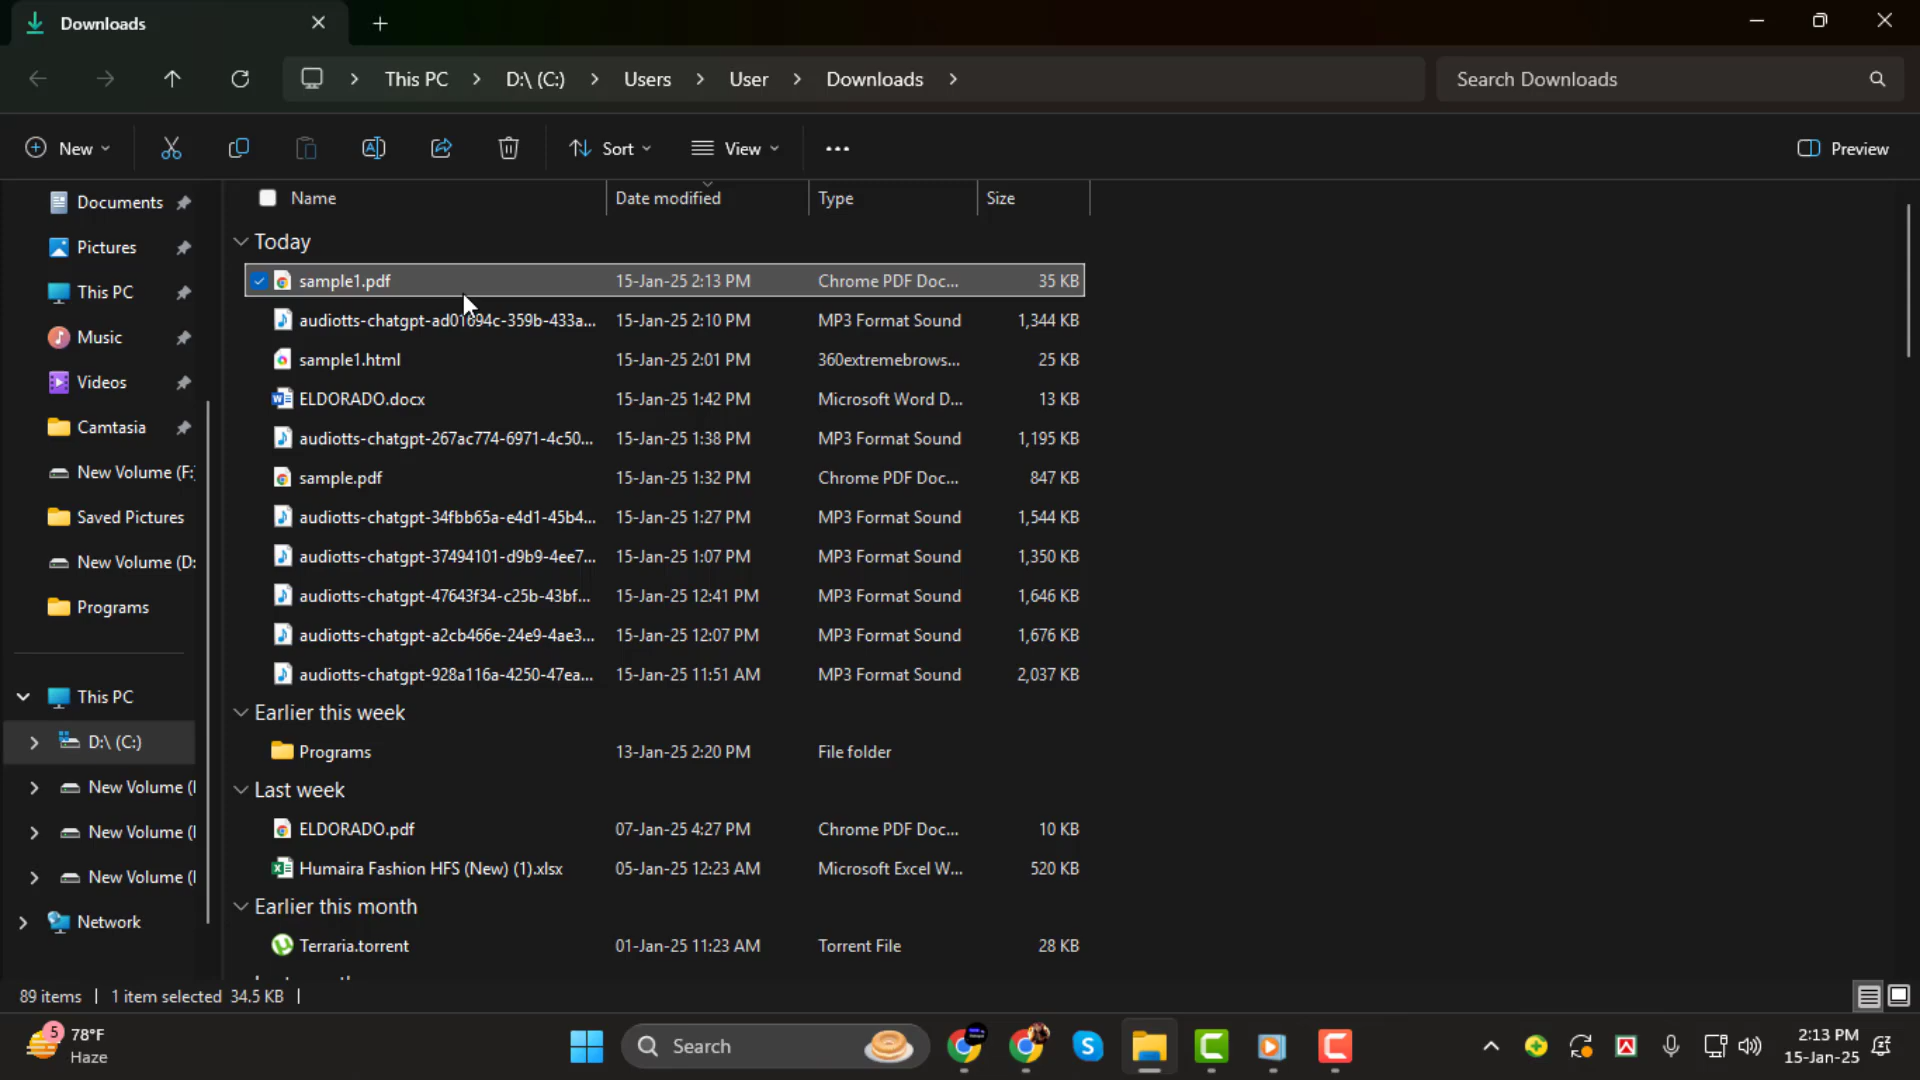 Downloads
This PC > D:\ (C:) > Users > User > Downloads >
Search Downloads
New
Sort
View
Preview
Documents
Pictures
This PC
Music
Videos
Camtasia
New Volume (F:
Saved Pictures
New Volume (D:
Programs
This PC
D:\ (C:)
New Volume (
New Volume (
New Volume (
Network
Name Date modified Type Size
Today
sample1.pdf 15-Jan-25 2:13 PM Chrome PDF Doc... 35 KB
audiotts-chatgpt-ad01694c-359b-433a... 15-Jan-25 2:10 PM MP3 Format Sound 1,344 KB
sample1.html 15-Jan-25 2:01 PM 360extremebrows... 25 KB
ELDORADO.docx 15-Jan-25 1:42 PM Microsoft Word D... 13 KB
audiotts-chatgpt-267ac774-6971-4c50... 15-Jan-25 1:38 PM MP3 Format Sound 1,195 KB
sample.pdf 15-Jan-25 1:32 PM Chrome PDF Doc... 847 KB
audiotts-chatgpt-34fbb65a-e4d1-45b4... 15-Jan-25 1:27 PM MP3 Format Sound 1,544 KB
audiotts-chatgpt-37494101-d9b9-4ee7... 15-Jan-25 1:07 PM MP3 Format Sound 1,350 KB
audiotts-chatgpt-47643f34-c25b-43bf... 15-Jan-25 12:41 PM MP3 Format Sound 1,646 KB
audiotts-chatgpt-a2cb466e-24e9-4ae3... 15-Jan-25 12:07 PM MP3 Format Sound 1,676 KB
audiotts-chatgpt-928a116a-4250-47ea... 15-Jan-25 11:51 AM MP3 Format Sound 2,037 KB
Earlier this week
Programs 13-Jan-25 2:20 PM File folder
Last week
ELDORADO.pdf 07-Jan-25 4:27 PM Chrome PDF Doc... 10 KB
Humaira Fashion HFS (New) (1).xlsx 05-Jan-25 12:23 AM Microsoft Excel W... 520 KB
Earlier this month
Terraria.torrent 01-Jan-25 11:23 AM Torrent File 28 KB
89 items | 1 item selected 34.5 KB |
5
78°F
Haze
Search
2:13 PM
15-Jan-25